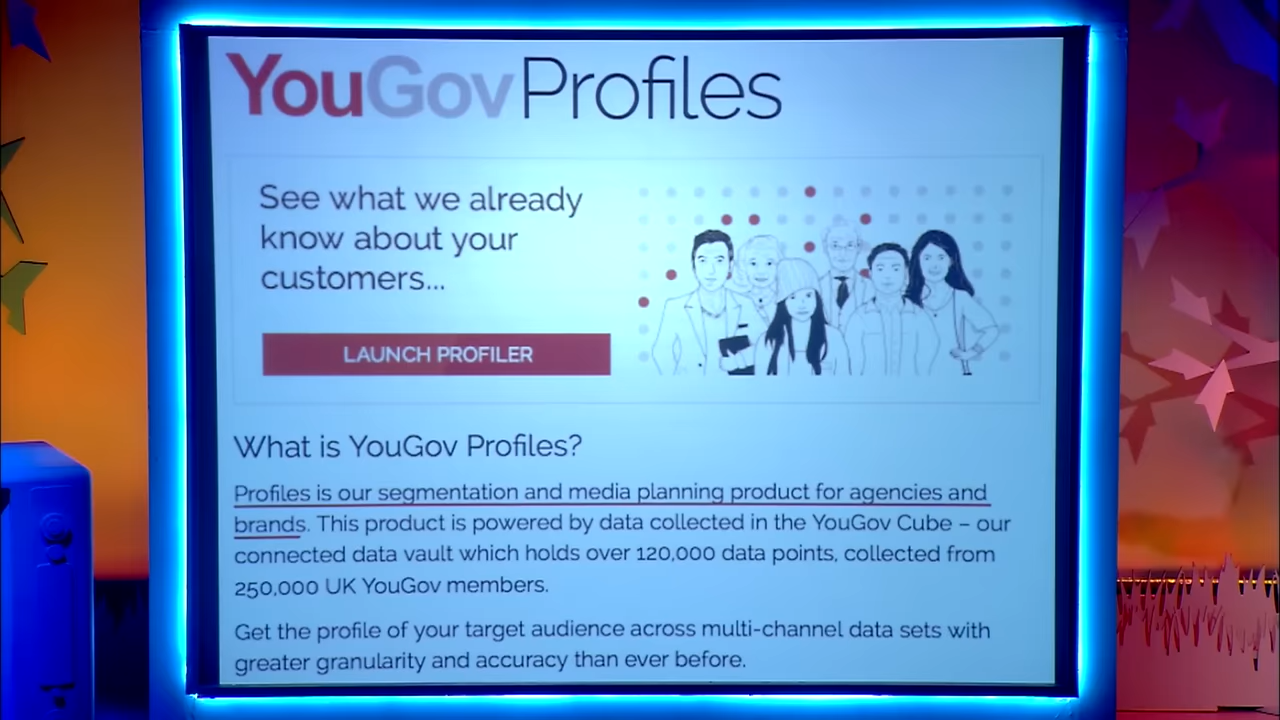 YouGov Profiles
See what we already
know about your
customers...
LAUNCH PROFILER
What is YouGov Profiles?
Profiles is our segmentation and media planning product for agencies and
brands. This product is powered by data collected in the YouGov Cube – our
connected data vault which holds over 120,000 data points, collected from
250,000 UK YouGov members.
Get the profile of your target audience across multi-channel data sets with
greater granularity and accuracy than ever before.